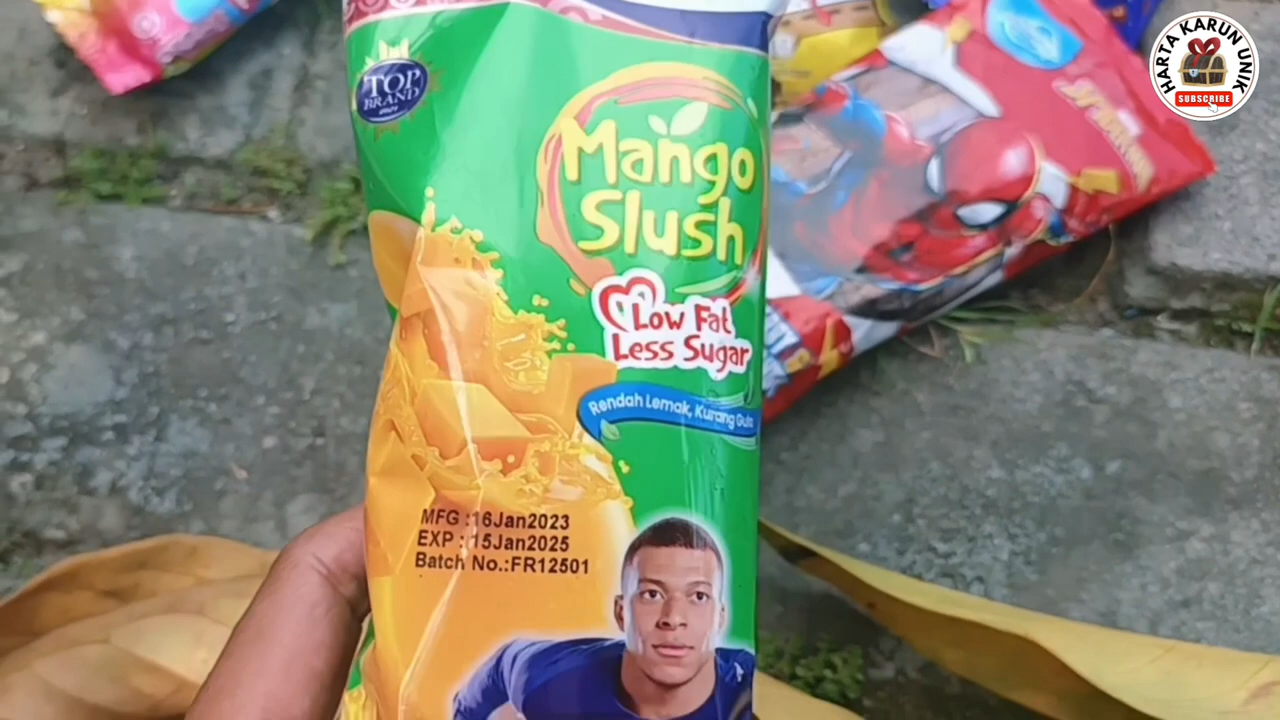 TOP
BRAND
Mango
Slush
Low Fat
Less Sugar
Rendah Lemak, Kurang Gula
MFG :16Jan2023
EXP :15Jan2025
Batch No.:FR12501
HARTA KARUN UNIK
SUBSCRIBE